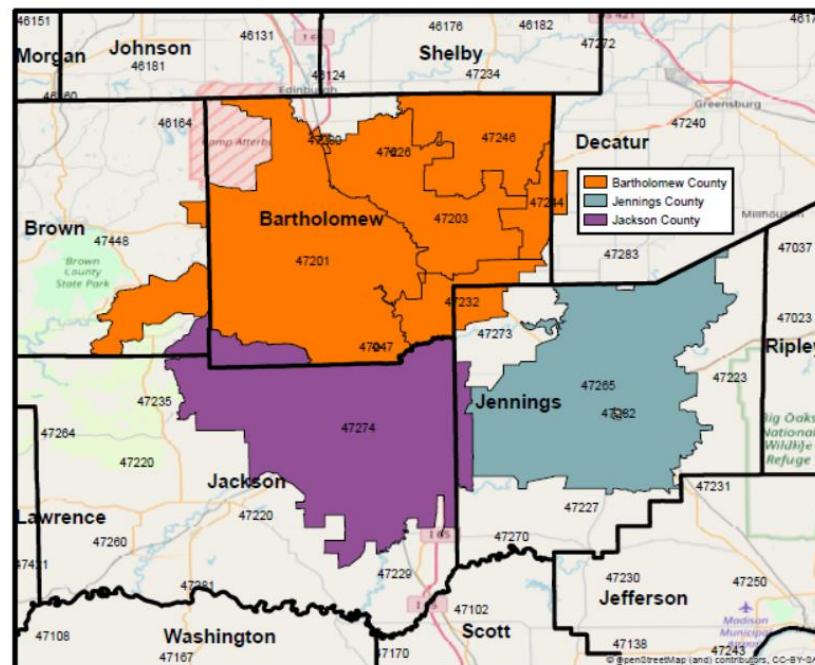 46151
46131
46176
46182
I 65
Johnson
Shelby
47272
Morgan
46181
46124
47234
Edinburgh
Greensburg
46164
47246
47240
Decatur
Bartholomew County
Jennings County
Jackson County
47203
47244
Bartholomew
Millhousen
Brown
47448
Brown
County
State Park
47201
47283
47037
47232
47023
47273
Ripley
47265
47223
47235
Jennings
47274
47264
Big Oaks
National
Wildlife
Refuge
47220
Jackson
47231
Lawrence
47220
47227
47260
I 65
47270
47229
47230
47250
Jefferson
47102
Madison
Municipal
Airport
47108
Washington
Scott
47167
47170
47138
47243
© OpenStreetMap (and) contributors, CC-BY-SA